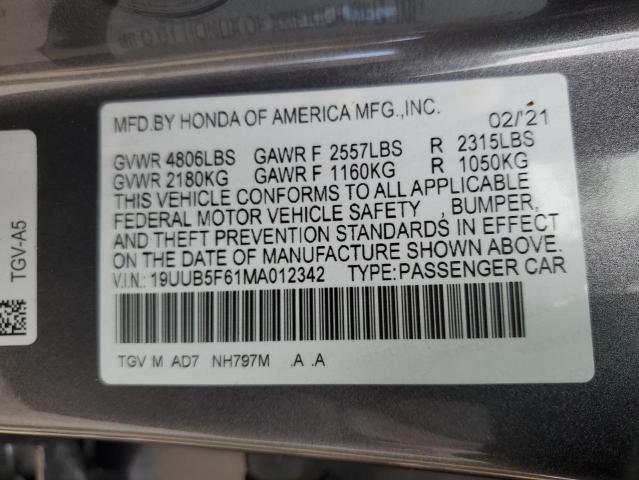 MFD.BY HONDA OF AMERICA MFG.,INC. 02/'21
GVWR 4806LBS GAWR F 2557LBS R 2315LBS
GVWR 2180KG GAWR F 1160KG R 1050KG
THIS VEHICLE CONFORMS TO ALL APPLICABLE
FEDERAL MOTOR VEHICLE SAFETY , BUMPER,
AND THEFT PREVENTION STANDARDS IN EFFECT
ON THE DATE OF MANUFACTURE SHOWN ABOVE.
V.I.N.: 19UUB5F61MA012342 TYPE:PASSENGER CAR
TGV M AD7 NH797M .A .A
TGV-A5